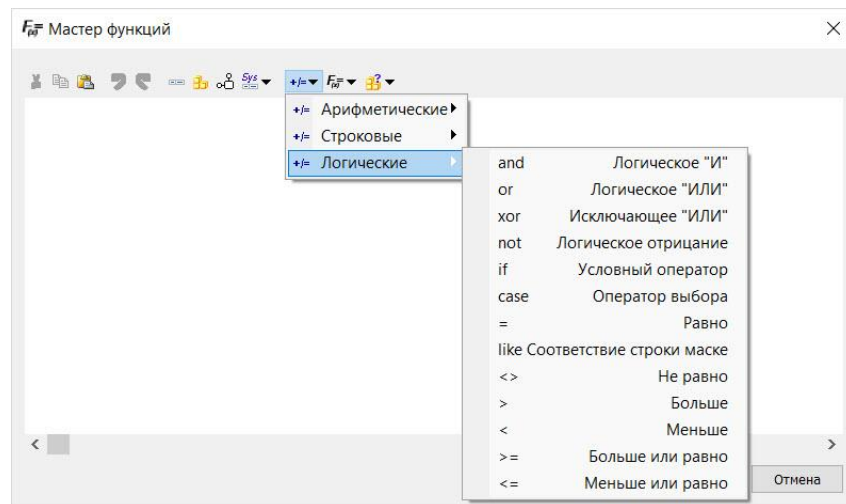 Мастер функций
Sys +/= F(x)=
+/= Арифметические
+/= Строковые
+/= Логические
and Логическое "И"
or Логическое "ИЛИ"
xor Исключающее "ИЛИ"
not Логическое отрицание
if Условный оператор
case Оператор выбора
= Равно
like Соответствие строки маске
<> Не равно
> Больше
< Меньше
>= Больше или равно
<= Меньше или равно
Отмена